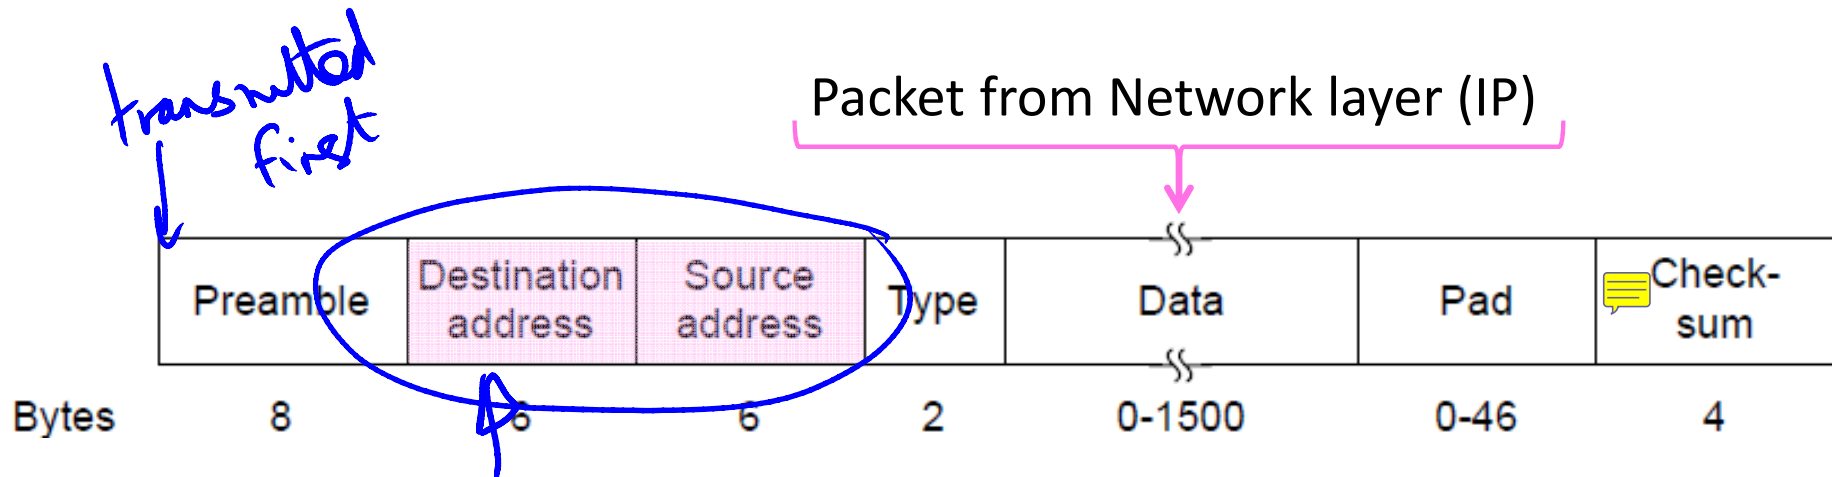 transmitted
first
Packet from Network layer (IP)
Preamble
Destination
address
Source
address
Type
Data
Pad
Check-
sum
Bytes 8 6 6 2 0-1500 0-46 4